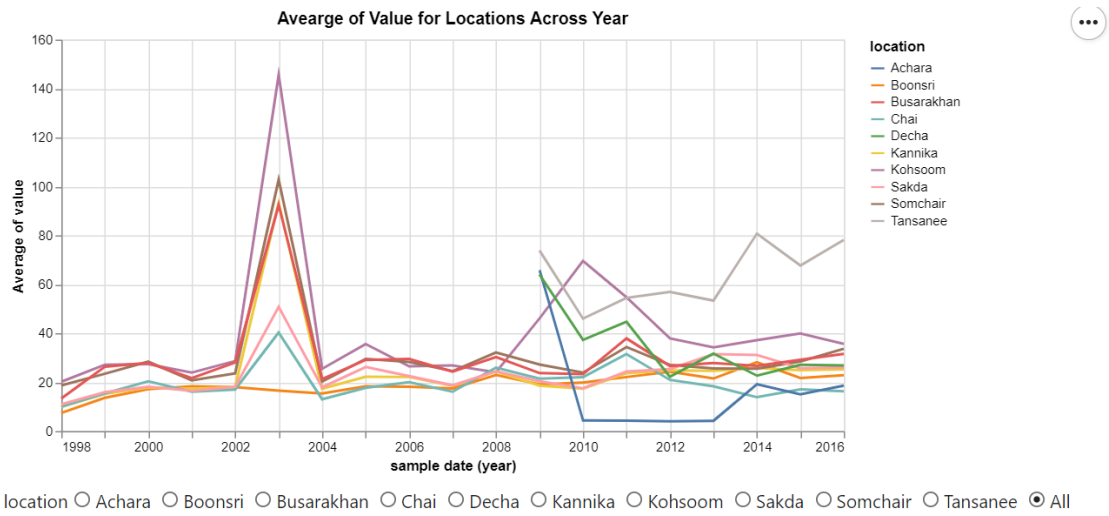 Avearge of Value for Locations Across Year
160
140
120
100
80
60
40
20
0
Average of value
1998
2000
2002
2004
2006
2008
2010
2012
2014
2016
sample date (year)
location
Achara
Boonsri
Busarakhan
Chai
Decha
Kannika
Kohsoom
Sakda
Somchair
Tansanee
location Achara Boonsri Busarakhan Chai Decha Kannika Kohsoom Sakda Somchair Tansanee All